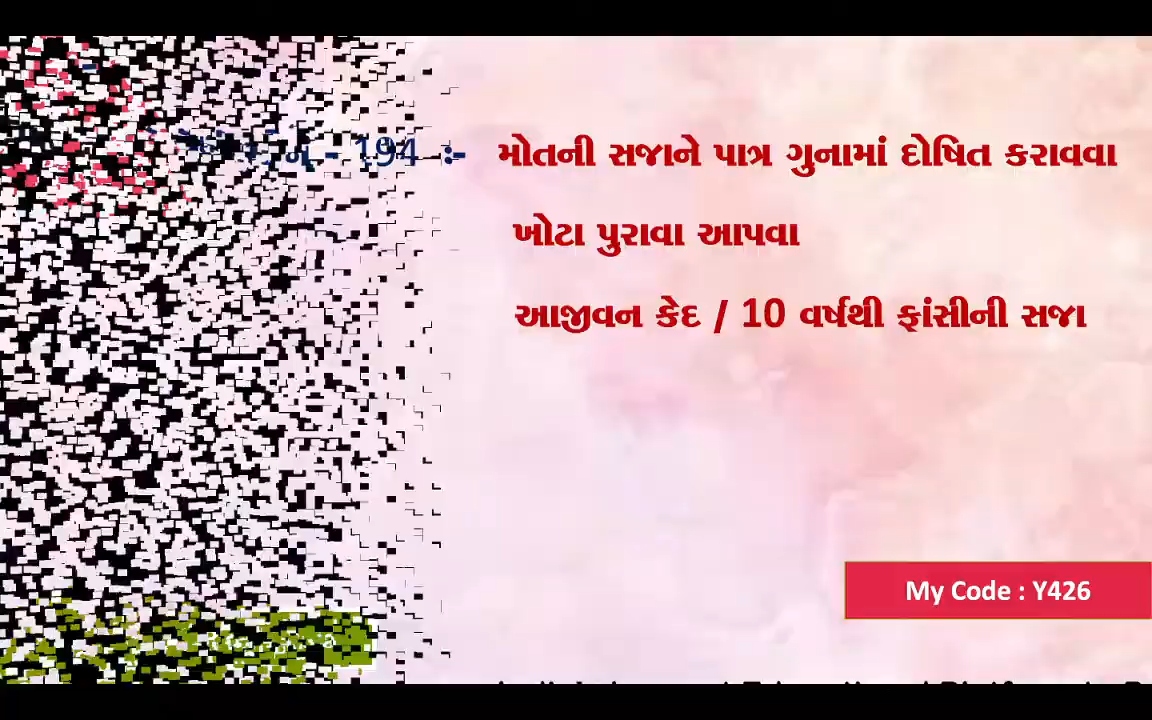 - 194 :- મોતની સજાને પાત્ર ગુનામાં દોષિત કરાવવા
ખોટા પુરાવા આપવા
આજીવન કેદ / 10 વર્ષથી ફાંસીની સજા
My Code : Y426